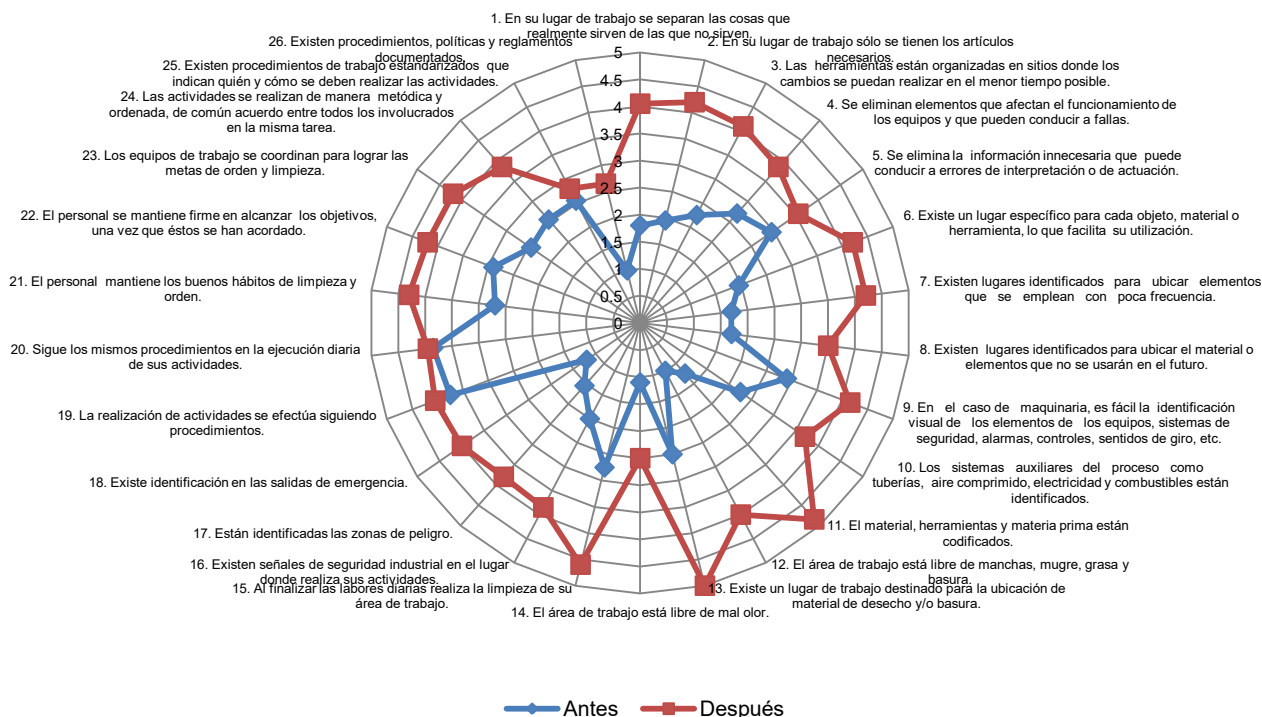 1. En su lugar de trabajo se separan las cosas que
realmente sirven de las que no sirven.
2. En su lugar de trabajo sólo se tienen los artículos
necesarios.
3. Las herramientas están organizadas en sitios donde los
cambios se puedan realizar en el menor tiempo posible.
4. Se eliminan elementos que afectan el funcionamiento de
los equipos y que pueden conducir a fallas.
5. Se elimina la información innecesaria que puede
conducir a errores de interpretación o de actuación.
6. Existe un lugar específico para cada objeto, material o
herramienta, lo que facilita su utilización.
7. Existen lugares identificados para ubicar elementos
que se emplean con poca frecuencia.
8. Existen lugares identificados para ubicar el material o
elementos que no se usarán en el futuro.
9. En el caso de maquinaria, es fácil la identificación
visual de los elementos de los equipos, sistemas de
seguridad, alarmas, controles, sentidos de giro, etc.
10. Los sistemas auxiliares del proceso como
tuberías, aire comprimido, electricidad y combustibles están
identificados.
11. El material, herramientas y materia prima están
codificados.
12. El área de trabajo está libre de manchas, mugre, grasa y
basura.
13. Existe un lugar de trabajo destinado para la ubicación de
material de desecho y/o basura.
14. El área de trabajo está libre de mal olor.
15. Al finalizar las labores diarias realiza la limpieza de su
área de trabajo.
16. Existen señales de seguridad industrial en el lugar
donde realiza sus actividades.
17. Están identificadas las zonas de peligro.
18. Existe identificación en las salidas de emergencia.
19. La realización de actividades se efectúa siguiendo
procedimientos.
20. Sigue los mismos procedimientos en la ejecución diaria
de sus actividades.
21. El personal mantiene los buenos hábitos de limpieza y
orden.
22. El personal se mantiene firme en alcanzar los objetivos,
una vez que éstos se han acordado.
23. Los equipos de trabajo se coordinan para lograr las
metas de orden y limpieza.
24. Las actividades se realizan de manera metódica y
ordenada, de común acuerdo entre todos los involucrados
en la misma tarea.
25. Existen procedimientos de trabajo estandarizados que
indican quién y cómo se deben realizar las actividades.
26. Existen procedimientos, políticas y reglamentos
documentados.
5
4.5
4
3.5
3
2.5
2
1.5
1
0.5
0
Antes
Después